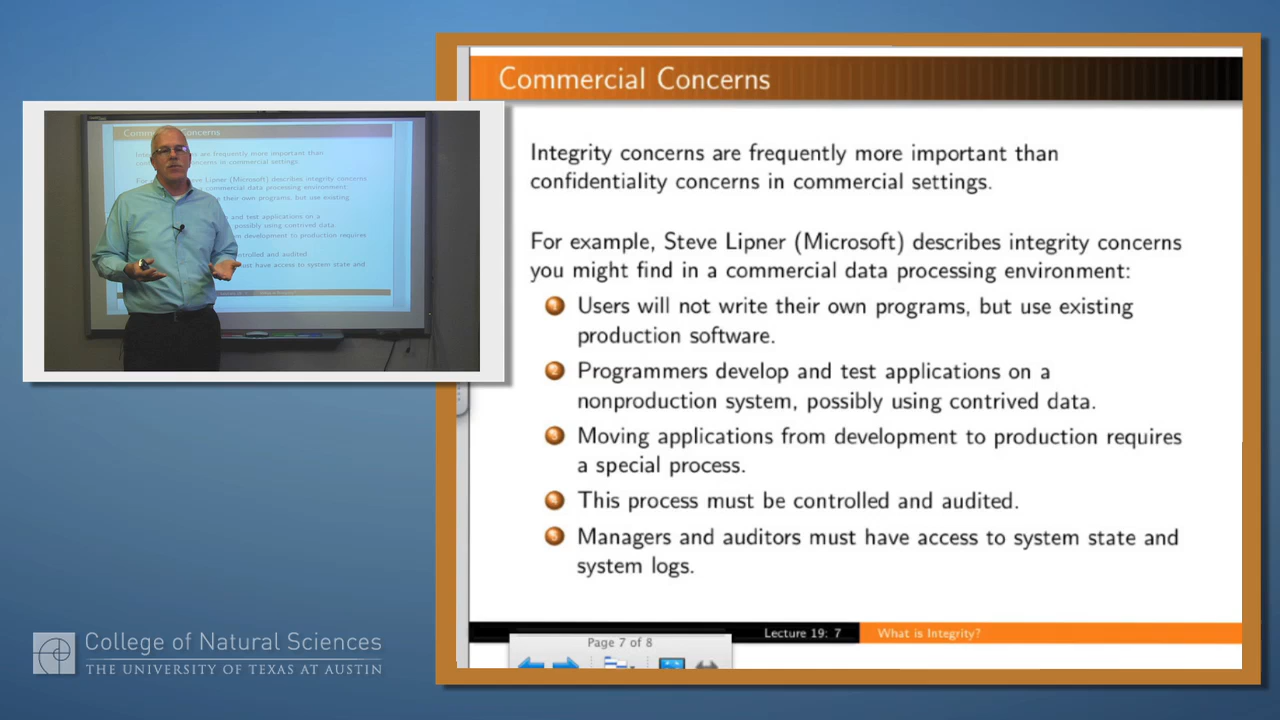 Commercial Concerns
Integrity concerns are frequently more important than
confidentiality concerns in commercial settings.
For example, Steve Lipner (Microsoft) describes integrity concerns
you might find in a commercial data processing environment:
1 Users will not write their own programs, but use existing
production software.
2 Programmers develop and test applications on a
nonproduction system, possibly using contrived data.
3 Moving applications from development to production requires
a special process.
4 This process must be controlled and audited.
5 Managers and auditors must have access to system state and
system logs.
Lecture 19: 7 What is Integrity?
Page 7 of 8
College of Natural Sciences
THE UNIVERSITY OF TEXAS AT AUSTIN